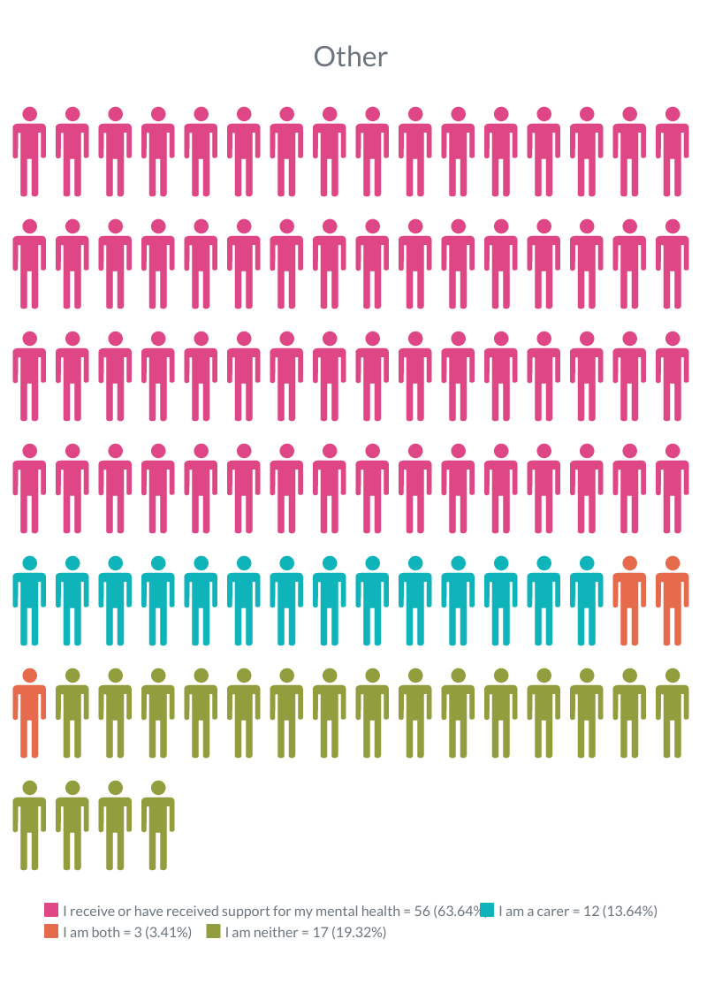 Other
I receive or have received support for my mental health = 56 (63.64% I am a carer = 12 (13.64%)
I am both = 3 (3.41%) I am neither = 17 (19.32%)